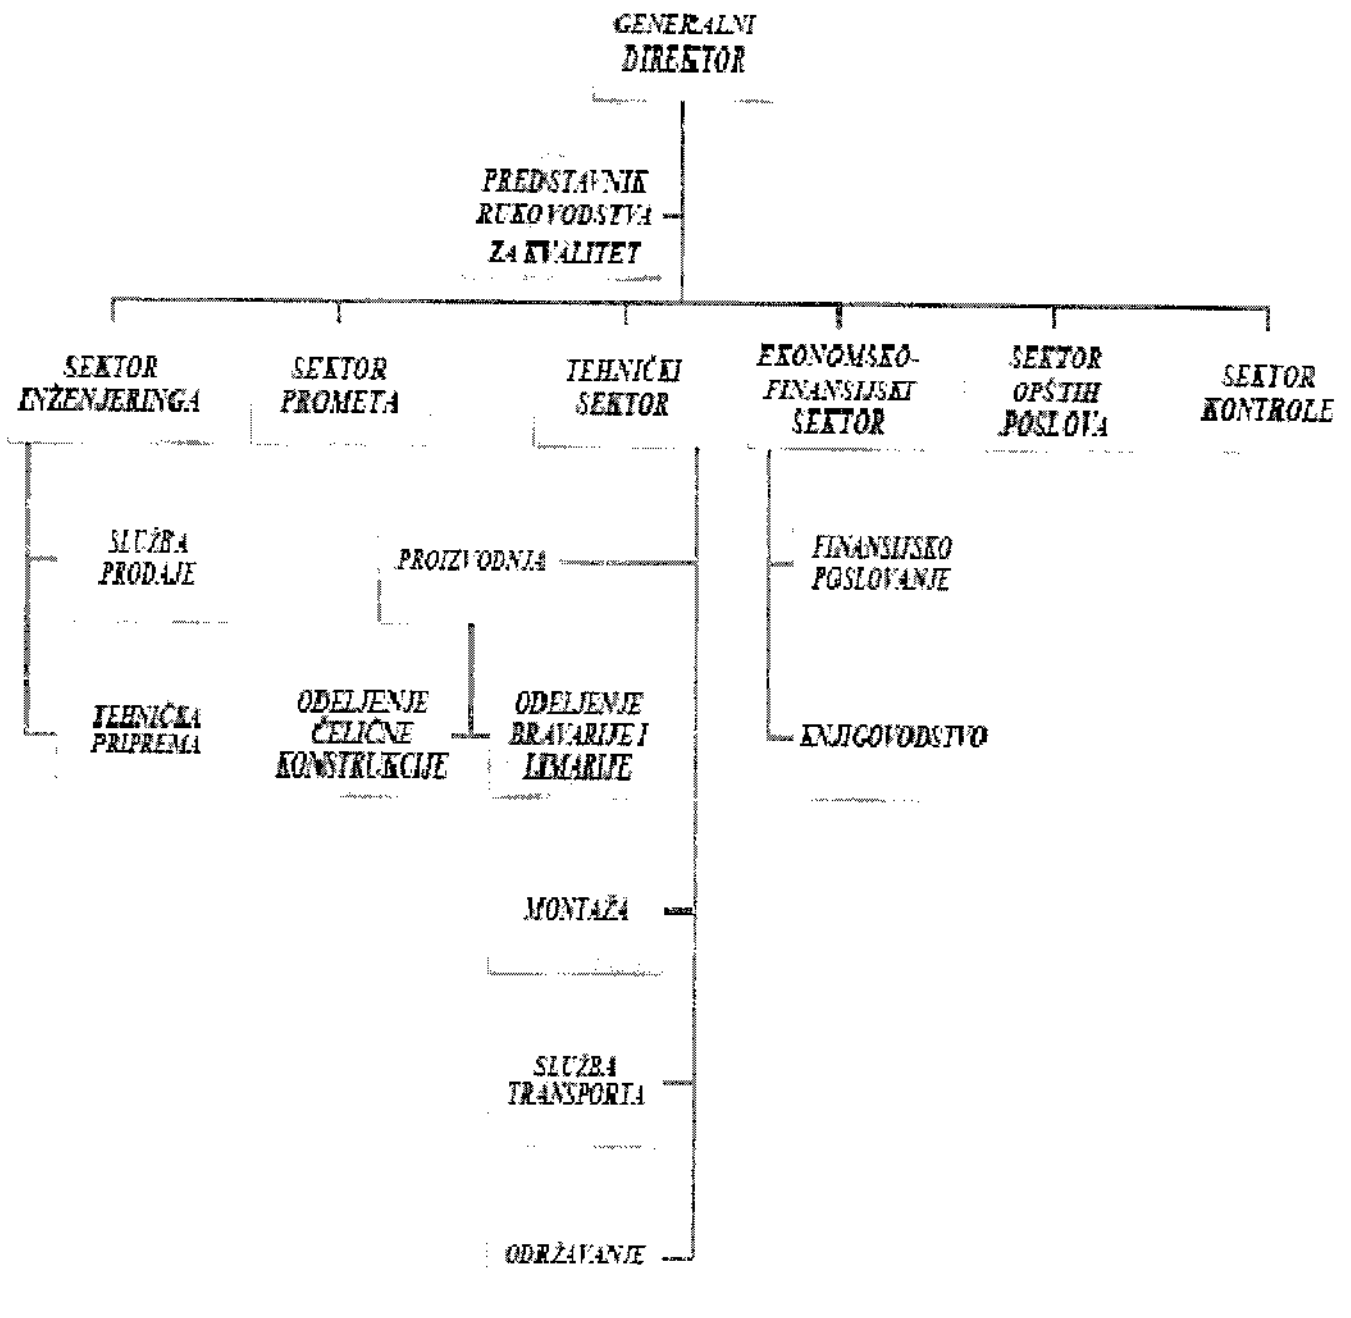 GENERALNI
DIREKTOR
PREDSTAVNIK
RUKOVODSTVA
ZA KVALITET
SEKTOR
INŽENJERINGA
SEKTOR
PROMETA
TEHNIČKI
SEKTOR
EKONOMSKO-
FINANSIJSKI
SEKTOR
SEKTOR
OPŠTIH
POSLOVA
SEKTOR
KONTROLE
SLUŽBA
PRODAJE
PROIZVODNJA
FINANSIJSKO
POSLOVANJE
TEHNIČKA
PRIPREMA
ODELJENJE
ČELIČNE
KONSTRUKCIJE
ODELJENJE
BRAVARIJE I
LIMARIJE
KNJIGOVODSTVO
MONTAŽA
SLUŽBA
TRANSPORTA
ODRŽAVANJE